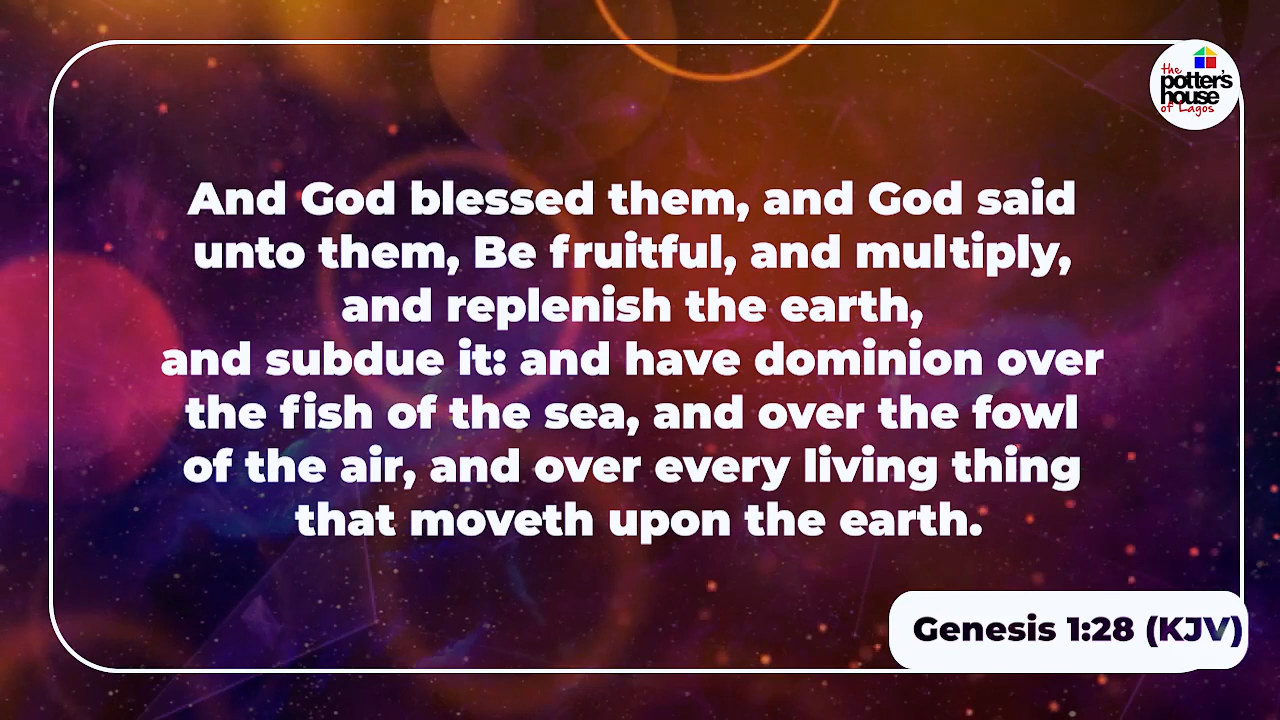 the
potter's
house
of Lagos
And God blessed them, and God said
unto them, Be fruitful, and multiply,
and replenish the earth,
and subdue it: and have dominion over
the fish of the sea, and over the fowl
of the air, and over every living thing
that moveth upon the earth.
Genesis 1:28 (KJV)